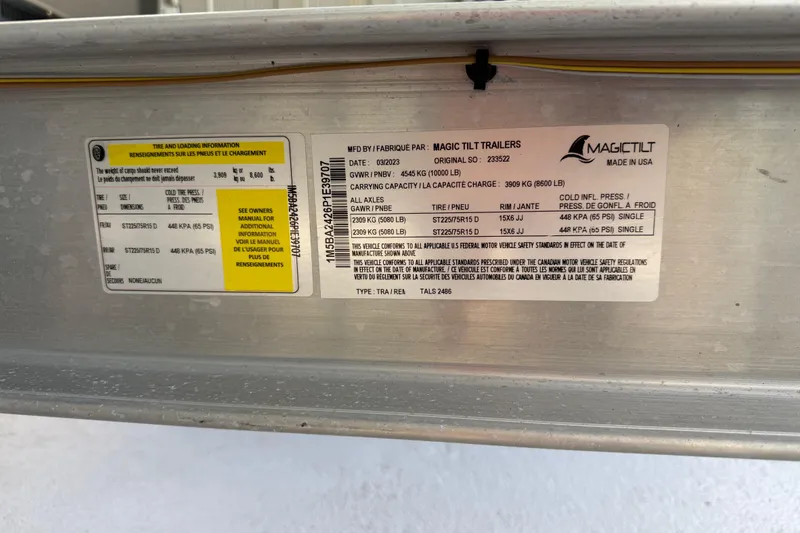 TIRE AND LOADING INFORMATION
RENSEIGNEMENTS SUR LES PNEUS ET LE CHARGEMENT
The weight of cargo should never exceed
Le poids du chargement ne doit jamais dépasser
3,909 kg or kg ou 8,600 lbs. lb.
TIRE / PNEU
SIZE / DIMENSIONS
COLD TIRE PRESS. / PRESS. DES PNEUS A FROID
ST225/75R15 D 448 KPA (65 PSI)
ST225/75R15 D 448 KPA (65 PSI)
SPARE / DE SECOURS NONE/AUCUN
SEE OWNERS
MANUAL FOR
ADDITIONAL
INFORMATION
VOIR LE MANUEL
DE L'USAGER POUR
PLUS DE
RENSEIGNEMENTS
1M5BA2426P1E39707
1M5BA2426P1E39707
MFD BY / FABRIQUE PAR : MAGIC TILT TRAILERS
DATE : 03/2023 ORIGINAL SO : 233522
GVWR / PNBV : 4545 KG (10000 LB)
CARRYING CAPACITY / LA CAPACITE CHARGE : 3909 KG (8600 LB)
MAGICTILT
MADE IN USA
ALL AXLES
GAWR / PNBE TIRE / PNEU RIM / JANTE COLD INFL. PRESS / PRESS. DE GONFL. A FROID
2309 KG (5080 LB) ST225/75R15 D 15X6 JJ 448 KPA (65 PSI) SINGLE
2309 KG (5080 LB) ST225/75R15 D 15X6 JJ 448 KPA (65 PSI) SINGLE
THIS VEHICLE CONFORMS TO ALL APPLICABLE U.S FEDERAL MOTOR VEHICLE SAFETY STANDARDS IN EFFECT ON THE DATE OF
MANUFACTURE SHOWN ABOVE
THIS VEHICLE CONFORMS TO ALL APPLICABLE STANDARDS PRESCRIBED UNDER THE CANADIAN MOTOR VEHICLE SAFETY REGULATIONS
IN EFFECT ON THE DATE OF MANUFACTURE. / CE VEHICULE EST CONFORME A TOUTES LES NORMES QUI LUI SONT APPLICABLES EN
VERTU DU REGLEMENT SUR LA SECURITE DES VEHICULES AUTOMOBILES DU CANADA EN VIGUEUR A LA DATE DE SA FABRICATION
TYPE : TRA / REM TALS 2486